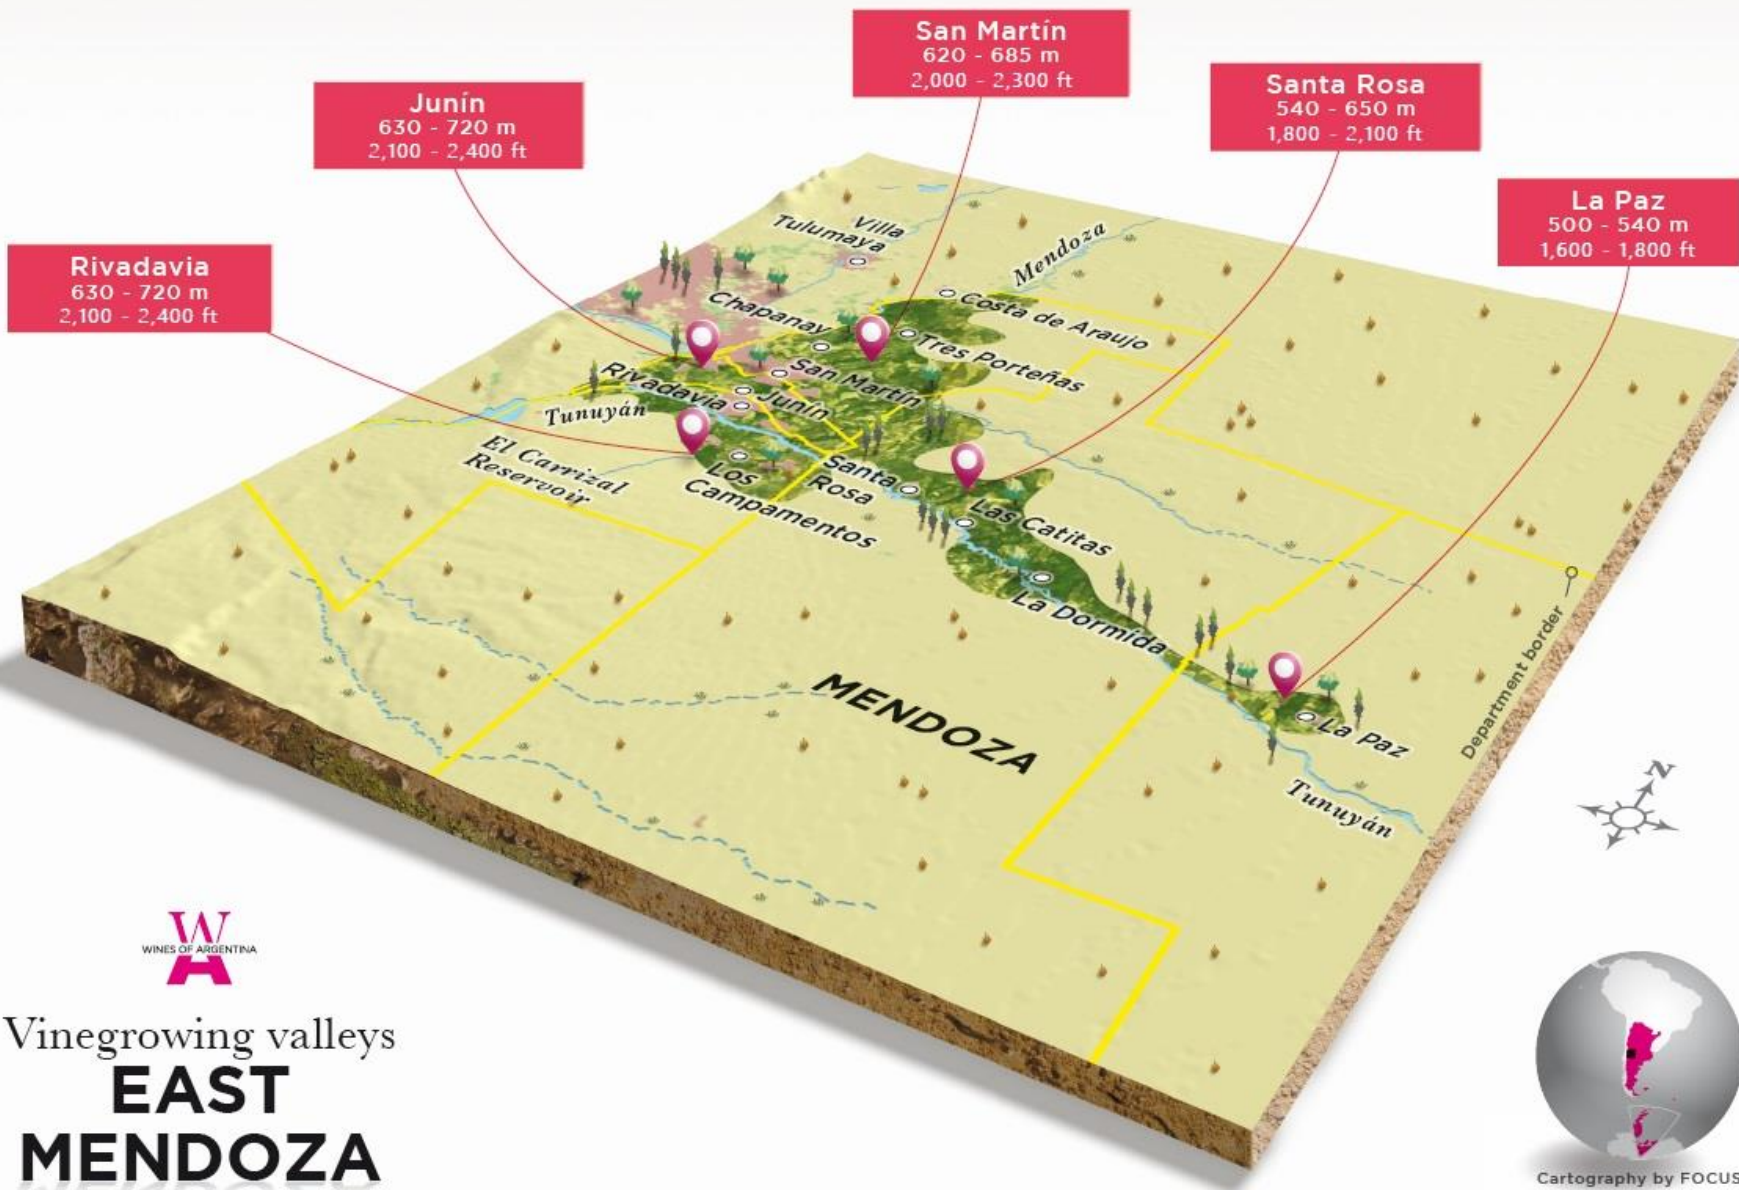 San Martín
620 - 685 m
2,000 - 2,300 ft
Junín
630 - 720 m
2,100 - 2,400 ft
Santa Rosa
540 - 650 m
1,800 - 2,100 ft
La Paz
500 - 540 m
1,600 - 1,800 ft
Rivadavia
630 - 720 m
2,100 - 2,400 ft
Villa
Tulumaya
Mendoza
Chapanay
Costa de Araujo
Tres Porteñas
San Martín
Rivadavia
Junín
Tunuyán
El Carrizal
Reservoir
Los
Campamentos
Santa
Rosa
Las Catitas
La Dormida
MENDOZA
La Paz
Tunuyán
Department border
N
W
WINES OF ARGENTINA
A
Vinegrowing valleys
EAST
MENDOZA
Cartography by FOCUS